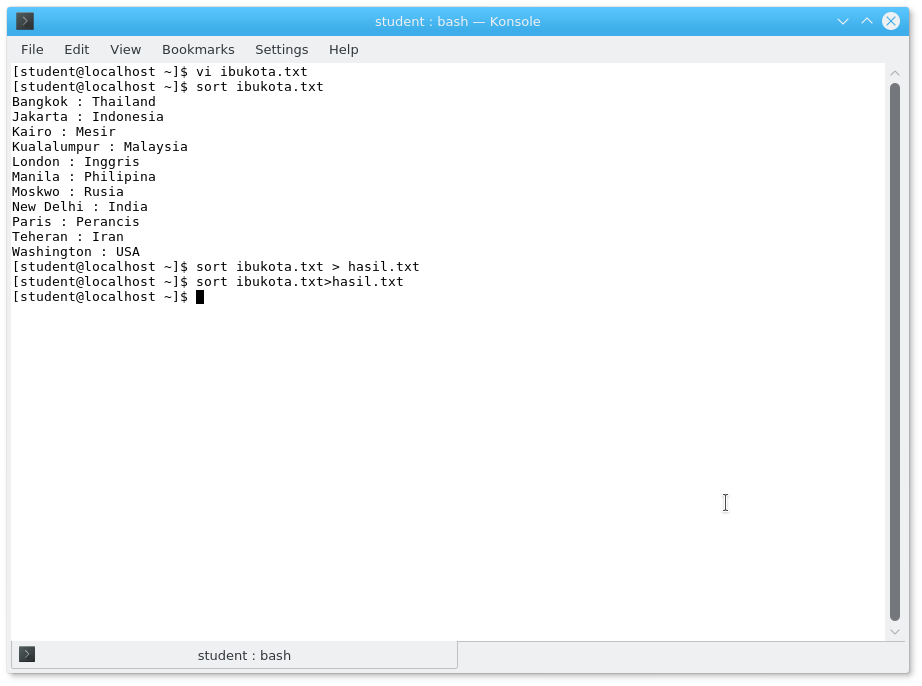 student : bash — Konsole
File Edit View Bookmarks Settings Help
[student@localhost ~]$ vi ibukota.txt
[student@localhost ~]$ sort ibukota.txt
Bangkok : Thailand
Jakarta : Indonesia
Kairo : Mesir
Kualalumpur : Malaysia
London : Inggris
Manila : Philipina
Moskwo : Rusia
New Delhi : India
Paris : Perancis
Teheran : Iran
Washington : USA
[student@localhost ~]$ sort ibukota.txt > hasil.txt
[student@localhost ~]$ sort ibukota.txt>hasil.txt
[student@localhost ~]$
student : bash